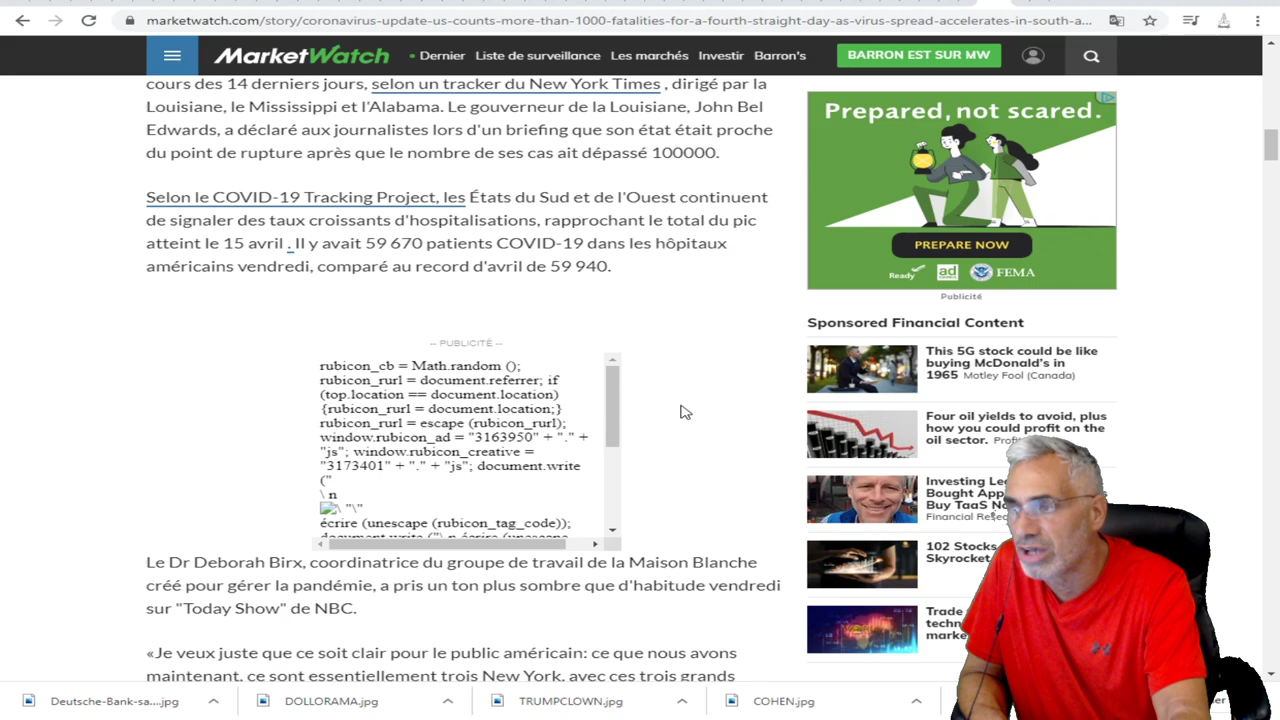 marketwatch.com/story/coronavirus-update-us-counts-more-than-1000-fatalities-for-a-fourth-straight-day-as-virus-spread-accelerates-in-south-a...
MarketWatch
• Dernier Liste de surveillance Les marchés Investir Barron's
BARRON EST SUR MW
cours des 14 derniers jours, selon un tracker du New York Times , dirigé par la
Louisiane, le Mississippi et l'Alabama. Le gouverneur de la Louisiane, John Bel
Edwards, a déclaré aux journalistes lors d'un briefing que son état était proche
du point de rupture après que le nombre de ses cas ait dépassé 100000.
Selon le COVID-19 Tracking Project, les États du Sud et de l'Ouest continuent
de signaler des taux croissants d'hospitalisations, rapprochant le total du pic
atteint le 15 avril . Il y avait 59 670 patients COVID-19 dans les hôpitaux
américains vendredi, comparé au record d'avril de 59 940.
-- PUBLICITÉ --
rubicon_cb = Math.random ();
rubicon_rurl = document.referrer; if
(top.location == document.location)
{rubicon_rurl = document.location;}
rubicon_rurl = escape (rubicon_rurl);
window.rubicon_ad = "3163950" + "." +
"js"; window.rubicon_creative =
"3173401" + "." + "js"; document.write
("
\ n
\ "\"
écrire (unescape (rubicon_tag_code));
document.write ("\ n écrire (unescape
Le Dr Deborah Birx, coordinatrice du groupe de travail de la Maison Blanche
créé pour gérer la pandémie, a pris un ton plus sombre que d'habitude vendredi
sur "Today Show" de NBC.
«Je veux juste que ce soit clair pour le public américain: ce que nous avons
maintenant, ce sont essentiellement trois New York, avec ces trois grands
Prepared, not scared.
PREPARE NOW
Ready
ad
FEMA
Publicité
Sponsored Financial Content
This 5G stock could be like
buying McDonald's in
1965 Motley Fool (Canada)
Four oil yields to avoid, plus
how you could profit on the
oil sector.
Investing
Bought
Buy TaaS
Financial
102 Stocks
Skyrocket
Trade
Deutsche-Bank-sa....jpg
DOLLORAMA.jpg
TRUMPCLOWN.jpg
COHEN.jpg